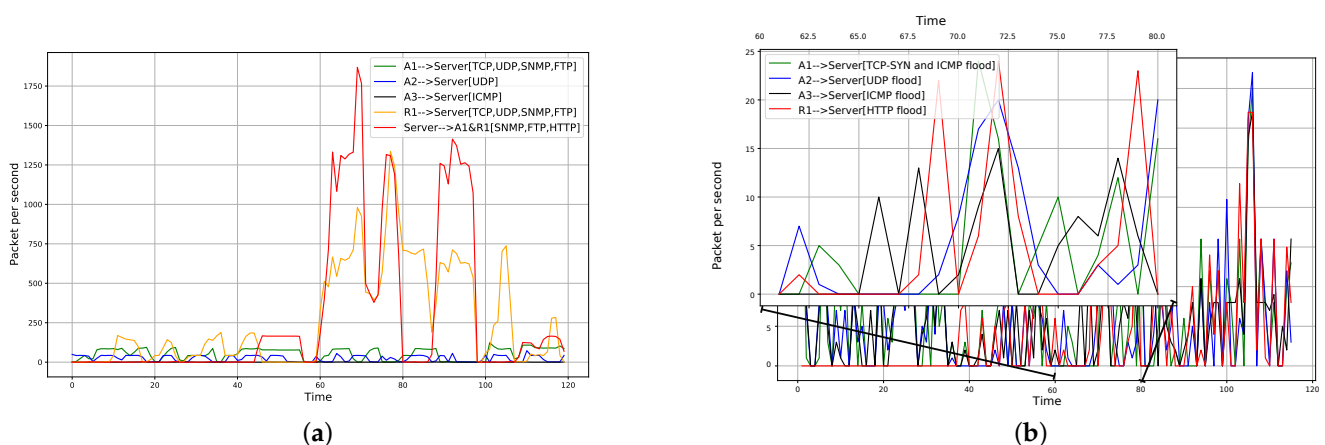 A1-->Server[TCP,UDP,SNMP,FTP]
A2-->Server[UDP]
A3-->Server[ICMP]
R1-->Server[TCP,UDP,SNMP,FTP]
Server-->A1&R1[SNMP,FTP,HTTP]
Packet per second
1750
1500
1250
1000
750
500
250
0
0 20 40 60 80 100 120
Time
(a)
Time
60 62.5 65.0 67.5 70.0 72.5 75.0 77.5 80.0
A1-->Server[TCP-SYN and ICMP flood]
A2-->Server[UDP flood]
A3-->Server[ICMP flood]
R1-->Server[HTTP flood]
Packet per second
25
20
15
10
5
0
5
0
0 20 40 60 80 100 120
Time
(b)